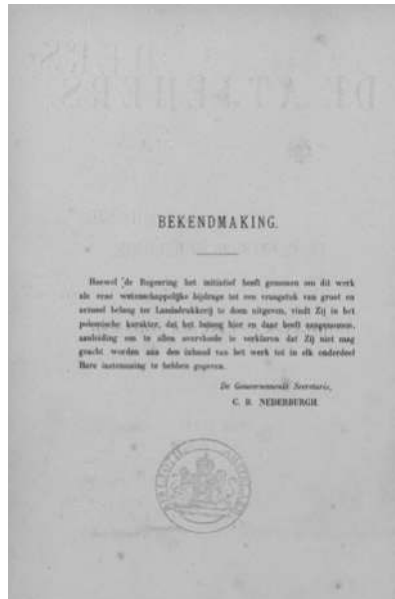 BEKENDMAKING.
Hoewel de Regeering het initiatief heeft genomen om dit werk
als eene wetenschappelijke bijdrage tot een vraagstuk van groot en
actueel belang ter Landsdrukkerij te doen uitgeven, vindt Zij in het
polemische karakter, dat het betoog hier en daar heeft aangenomen,
aanleiding om te allen overvloede te verklaren dat Zij niet mag
geacht worden aan den inhoud van het werk tot in elk onderdeel
Hare instemming te hebben gegeven.
De Gouvernements Secretaris,
C. B. NEDERBURGH